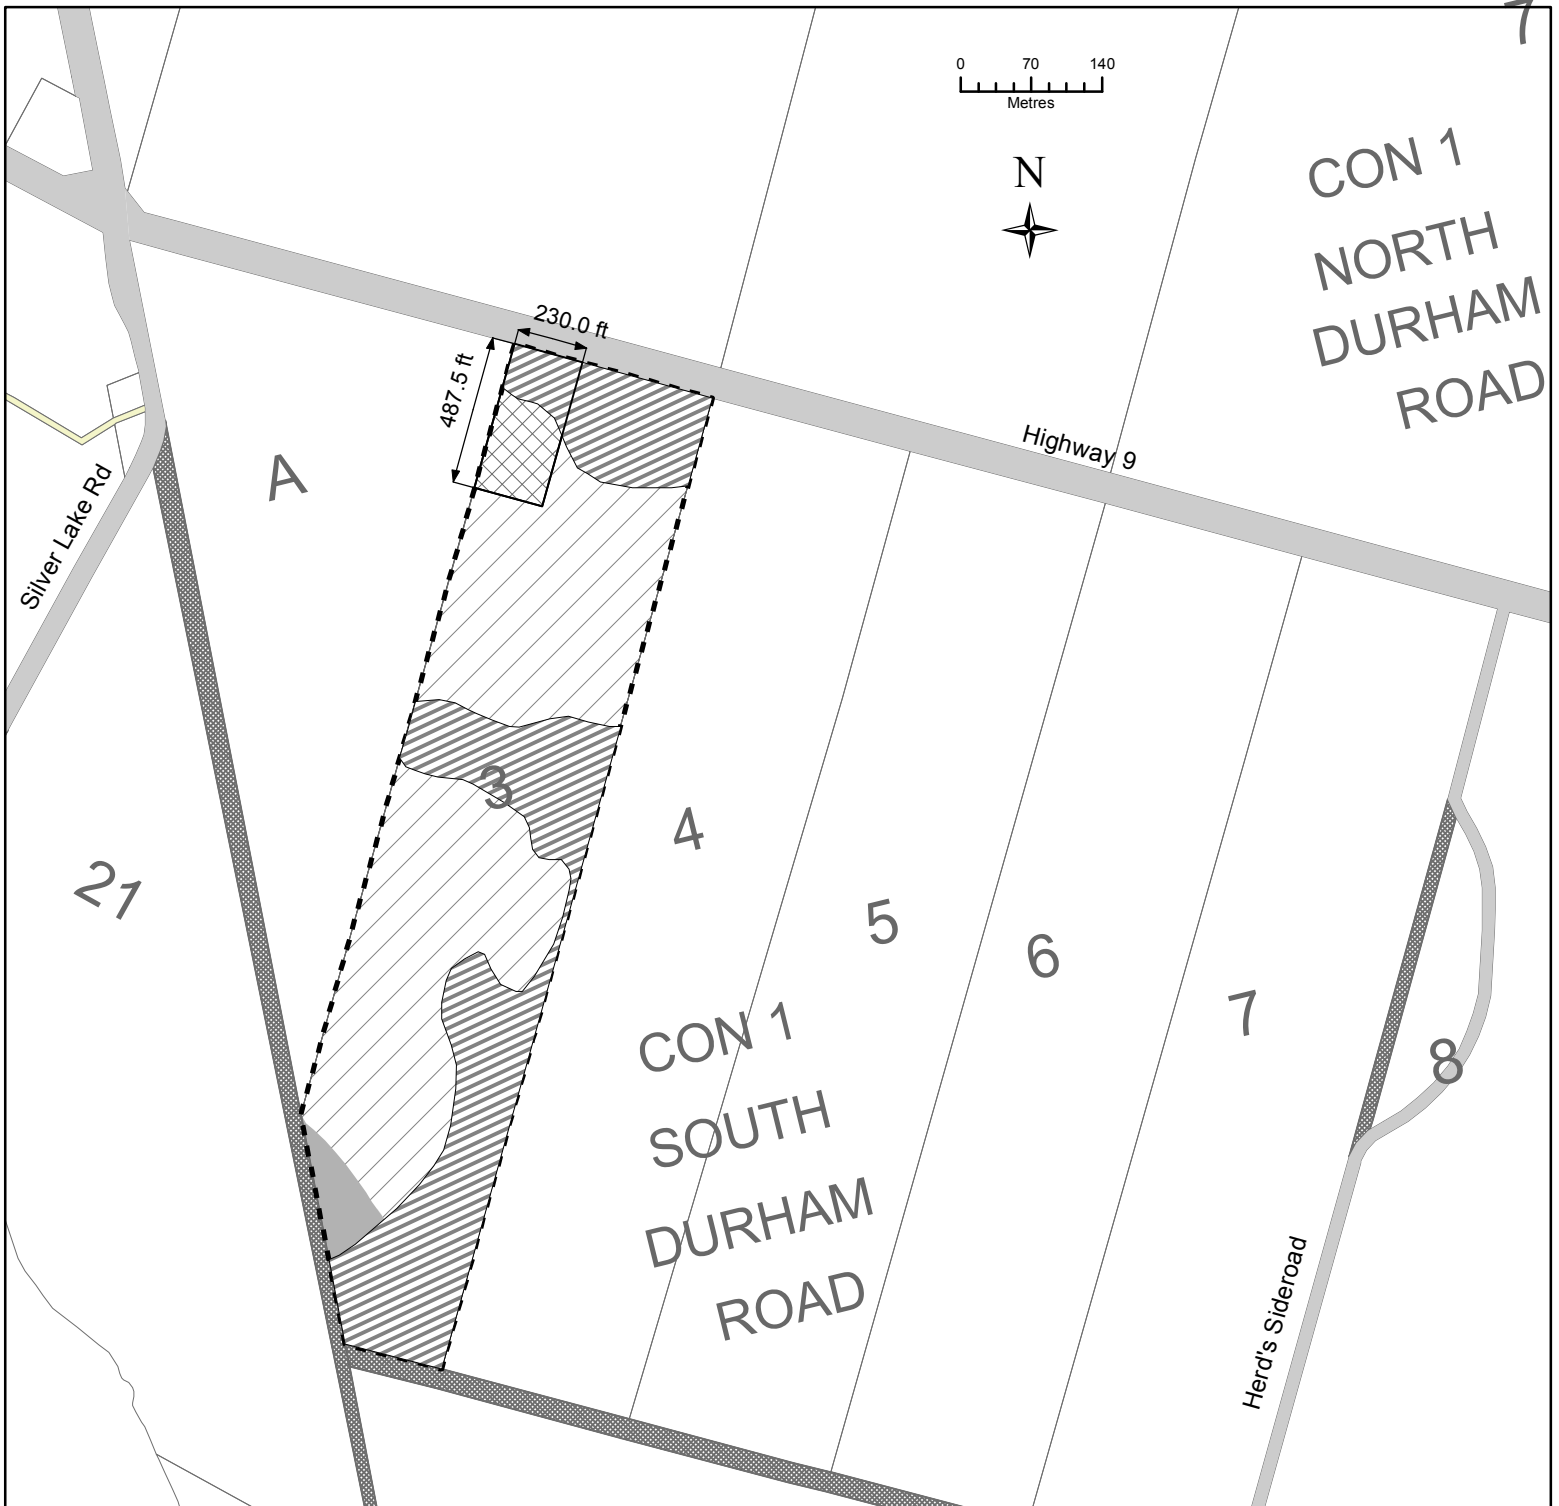 7
0 70 140
Metres
N
CON 1
NORTH
DURHAM
ROAD
230.0 ft
487.5 ft
Highway 9
A
Silver Lake Rd
3
4
21
5
6
7
8
CON 1
SOUTH
DURHAM
ROAD
Herd's Sideroad